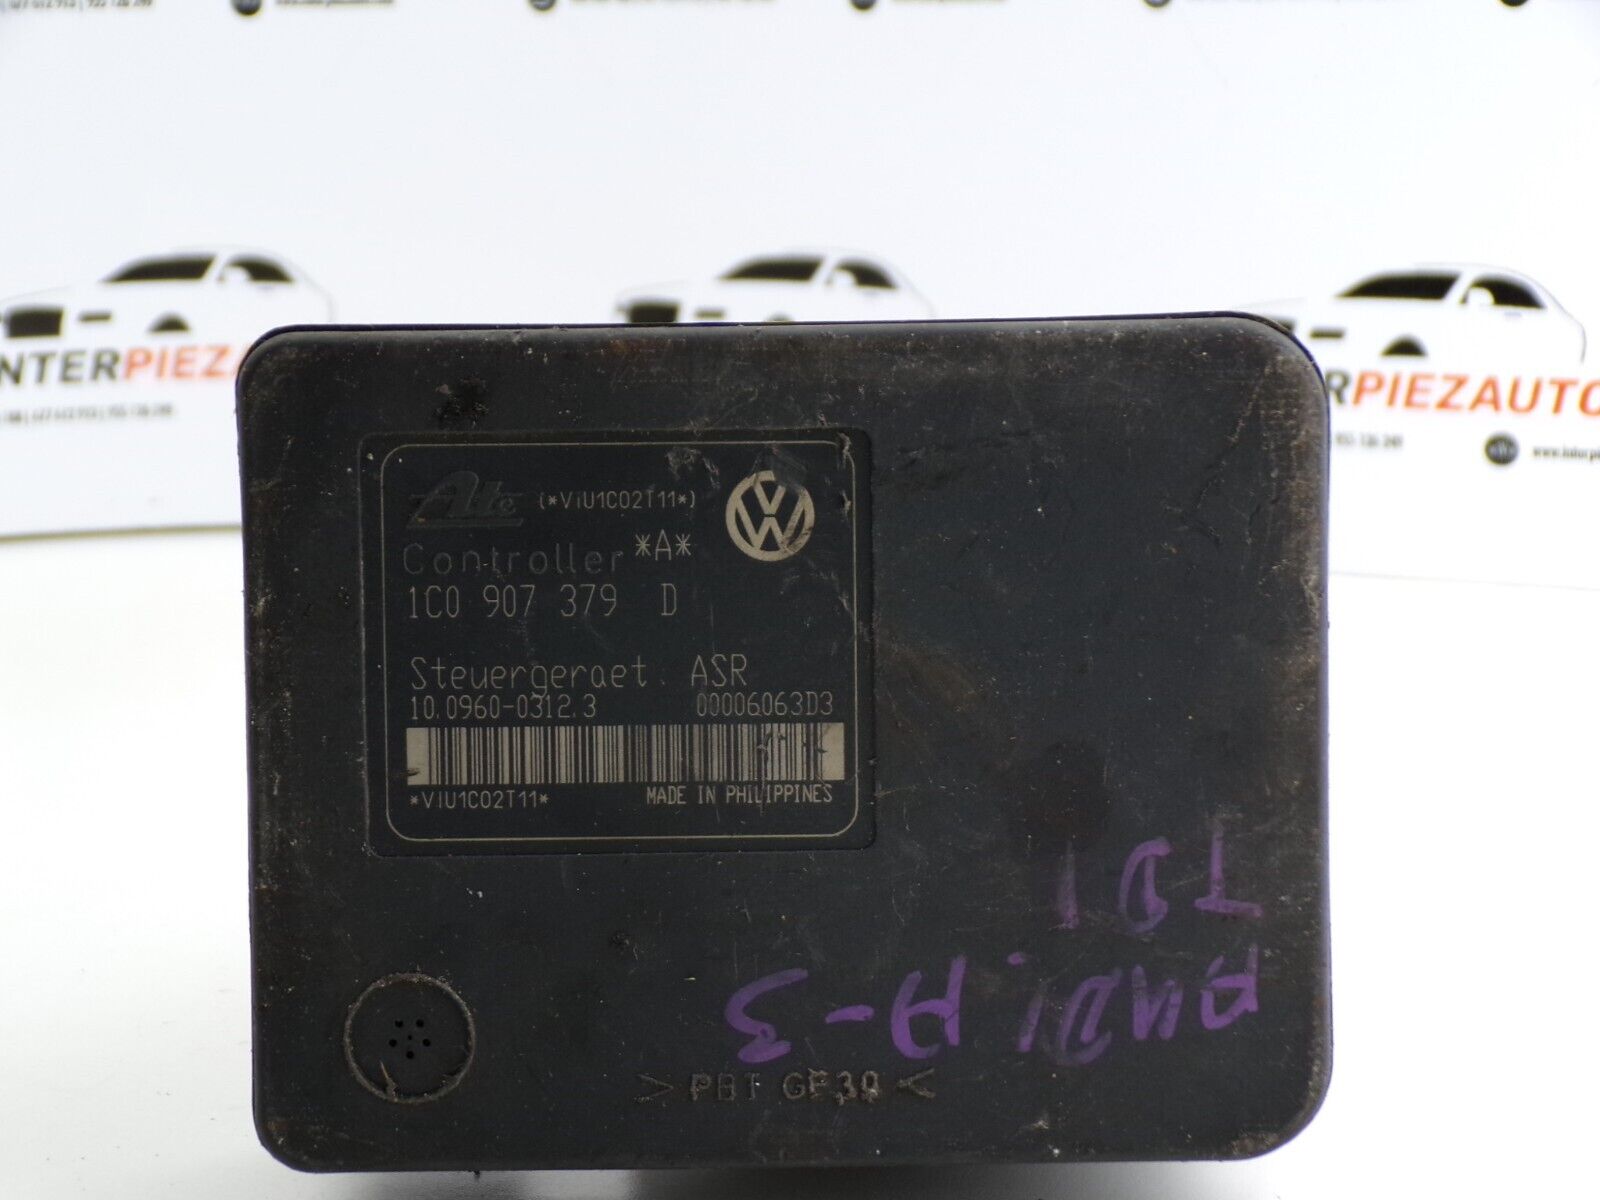 INTERPIEZA
RPIEZAUTO
Ate (*ViU1C02T11*)
Controller *A*
1C0 907 379 D
Steuergeraet ASR
10.0960-0312.3 00006063D3
*VIU1C02T11*
MADE IN PHILIPPINES
TDI
AUDI A-3
> PBT GF30 <